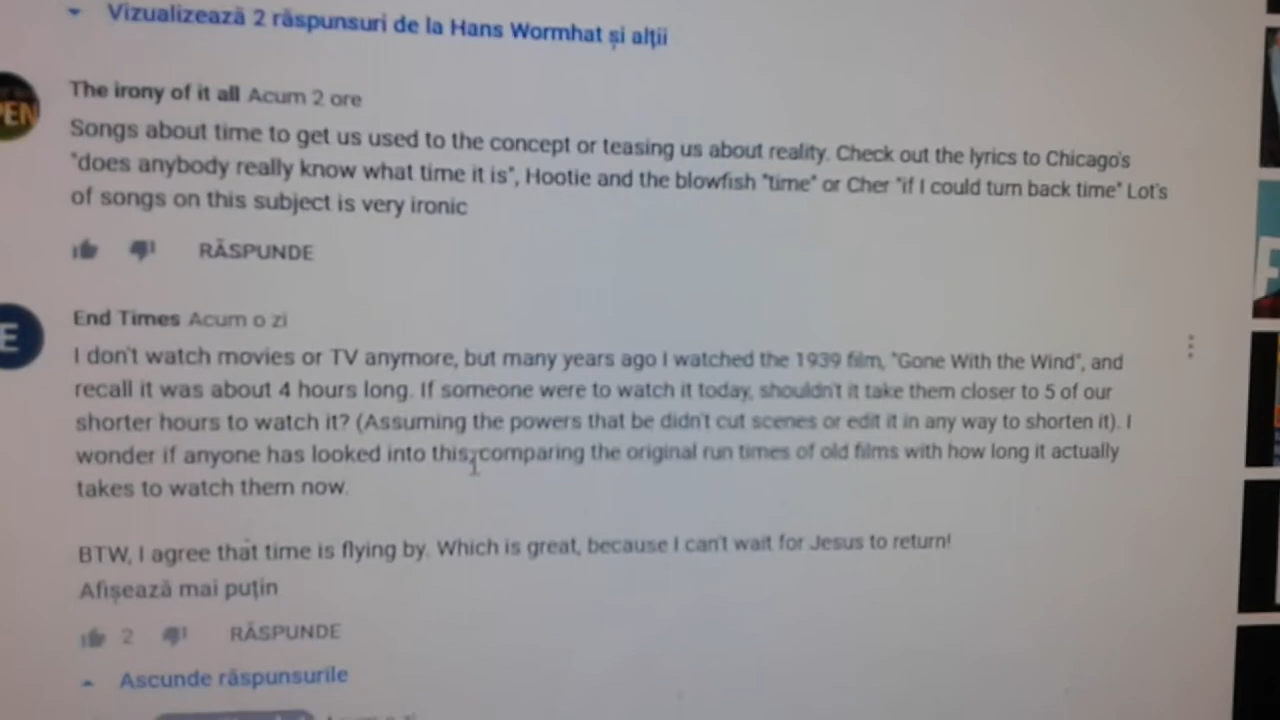 Vizualizează 2 răspunsuri de la Hans Wormhat și alții
PEN
The irony of it all Acum 2 ore
Songs about time to get us used to the concept or teasing us about reality. Check out the lyrics to Chicago's
"does anybody really know what time it is", Hootie and the blowfish "time" or Cher "if I could turn back time" Lot's
of songs on this subject is very ironic
RĂSPUNDE
E
End Times Acum o zi
I don't watch movies or TV anymore, but many years ago I watched the 1939 film, "Gone With the Wind", and
recall it was about 4 hours long. If someone were to watch it today, shouldn't it take them closer to 5 of our
shorter hours to watch it? (Assuming the powers that be didn't cut scenes or edit it in any way to shorten it). I
wonder if anyone has looked into this, comparing the original run times of old films with how long it actually
takes to watch them now.
BTW, I agree that time is flying by. Which is great, because I can't wait for Jesus to return!
Afișează mai puțin
2 RĂSPUNDE
Ascunde răspunsurile